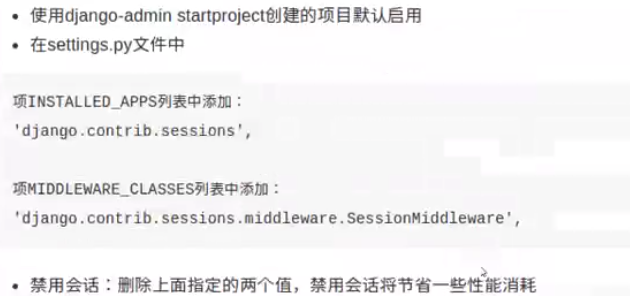 • 使用django-admin startproject创建的项目默认启用
• 在settings.py文件中
项INSTALLED_APPS列表中添加：
'django.contrib.sessions',
项MIDDLEWARE_CLASSES列表中添加：
'django.contrib.sessions.middleware.SessionMiddleware',
• 禁用会话：删除上面指定的两个值，禁用会话将节省一些性能消耗